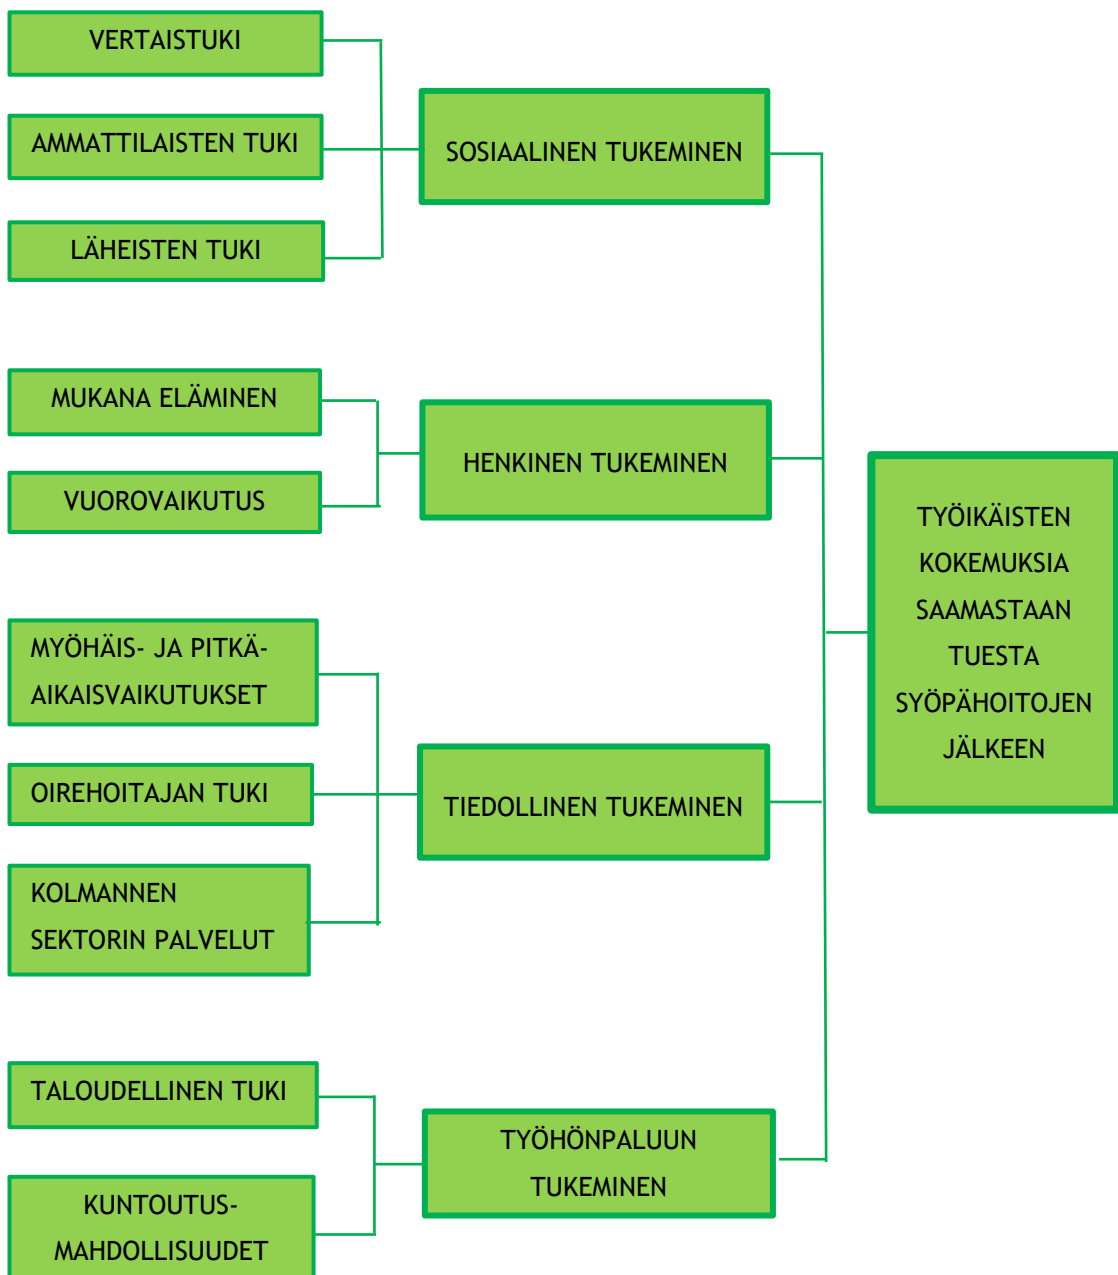 VERTAISTUKI
AMMATTILAISTEN TUKI
LÄHEISTEN TUKI
SOSIAALINEN TUKEMINEN
MUKANA ELÄMINEN
VUOROVAIKUTUS
HENKINEN TUKEMINEN
MYÖHÄIS- JA PITKÄ-
AIKAISVAIKUTUKSET
OIREHOITAJAN TUKI
KOLMANNEN
SEKTORIN PALVELUT
TIEDOLLINEN TUKEMINEN
TALOUDELLINEN TUKI
KUNTOUTUS-
MAHDOLLISUUDET
TYÖHÖNPALUUN
TUKEMINEN
TYÖIKÄISTEN
KOKEMUKSIA
SAAMASTAAN
TUESTA
SYÖPÄHOITOJEN
JÄLKEEN